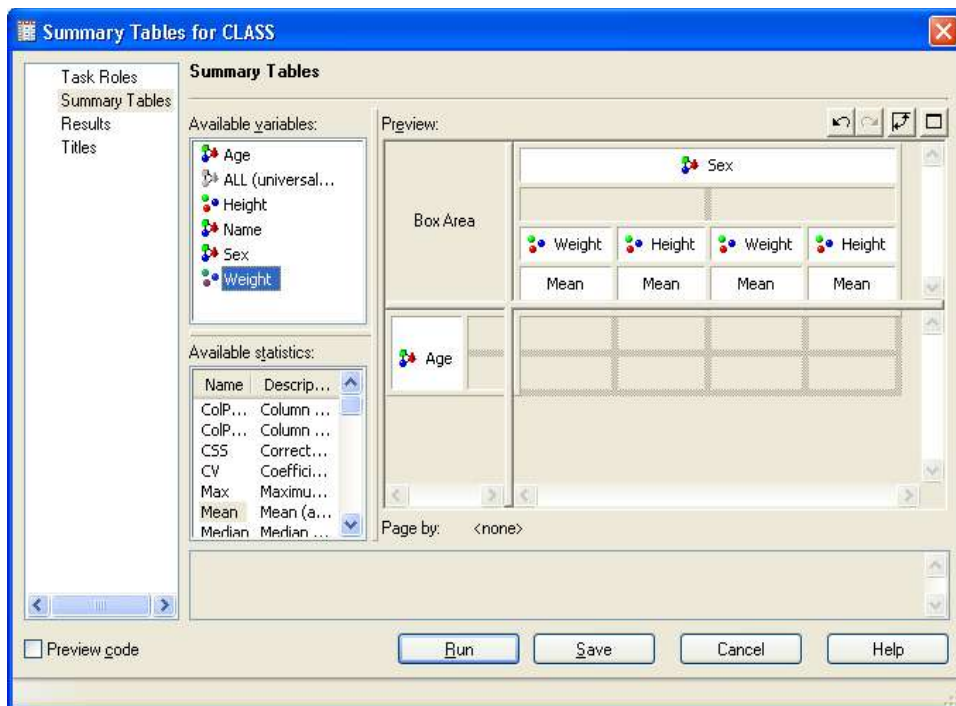 Summary Tables for CLASS
Task Roles
Summary Tables
Results
Titles
Summary Tables
Available variables:
Age
ALL (universal...
Height
Name
Sex
Weight
Available statistics:
Name Descrip...
ColP... Column ...
ColP... Column ...
CSS Correct...
CV Coeffici...
Max Maximu...
Mean Mean (a...
Median Median ...
Preview:
Sex
Box Area
Weight Height Weight Height
Mean Mean Mean Mean
Age
Page by: <none>
Preview code
Run Save Cancel Help